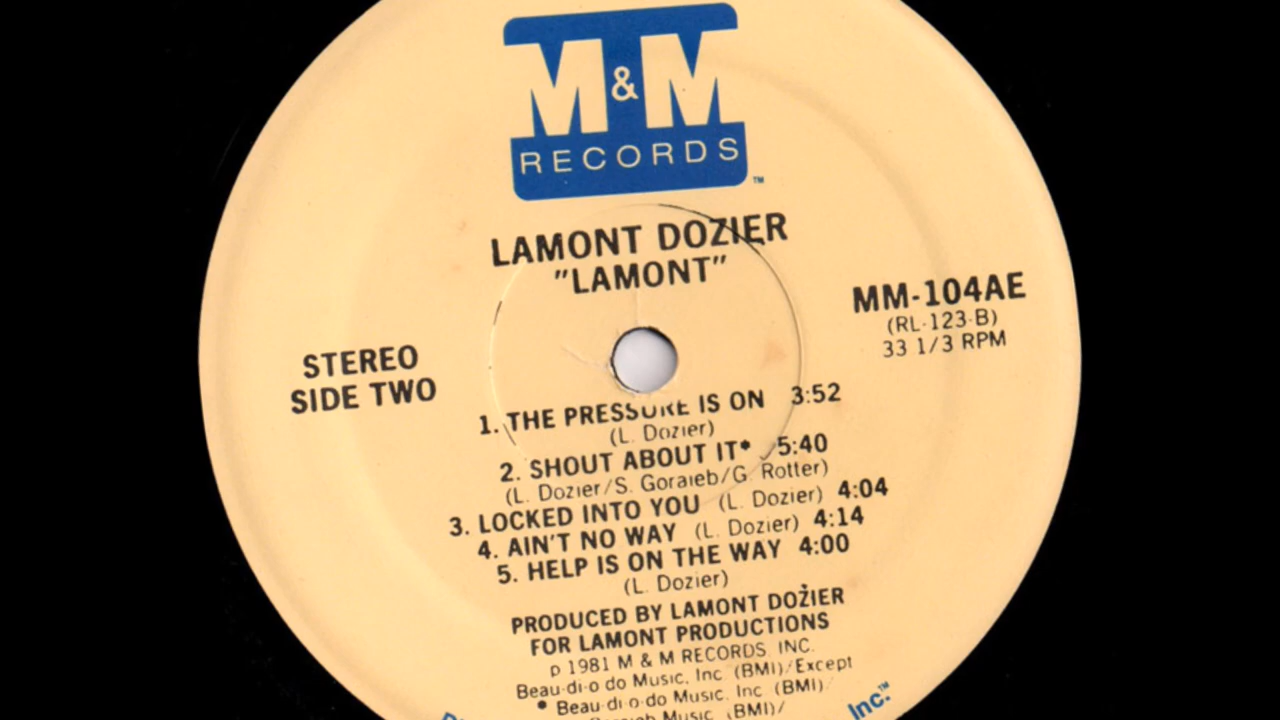 M&M
RECORDS™
LAMONT DOZIER
"LAMONT"
MM-104AE
(RL-123-B)
33 1/3 RPM
STEREO
SIDE TWO
1. THE PRESSURE IS ON 3:52
(L. Dozier)
2. SHOUT ABOUT IT* 5:40
(L. Dozier/S. Goraieb/G. Rotter)
3. LOCKED INTO YOU (L. Dozier) 4:04
4. AIN'T NO WAY (L. Dozier) 4:14
5. HELP IS ON THE WAY 4:00
(L. Dozier)
PRODUCED BY LAMONT DOZIER
FOR LAMONT PRODUCTIONS
p 1981 M & M RECORDS, INC.
Beau-di-o-do Music, Inc. (BMI)/Except
* Beau-di-o-do Music, Inc. (BMI)/
Music (BMI)/
Inc.™